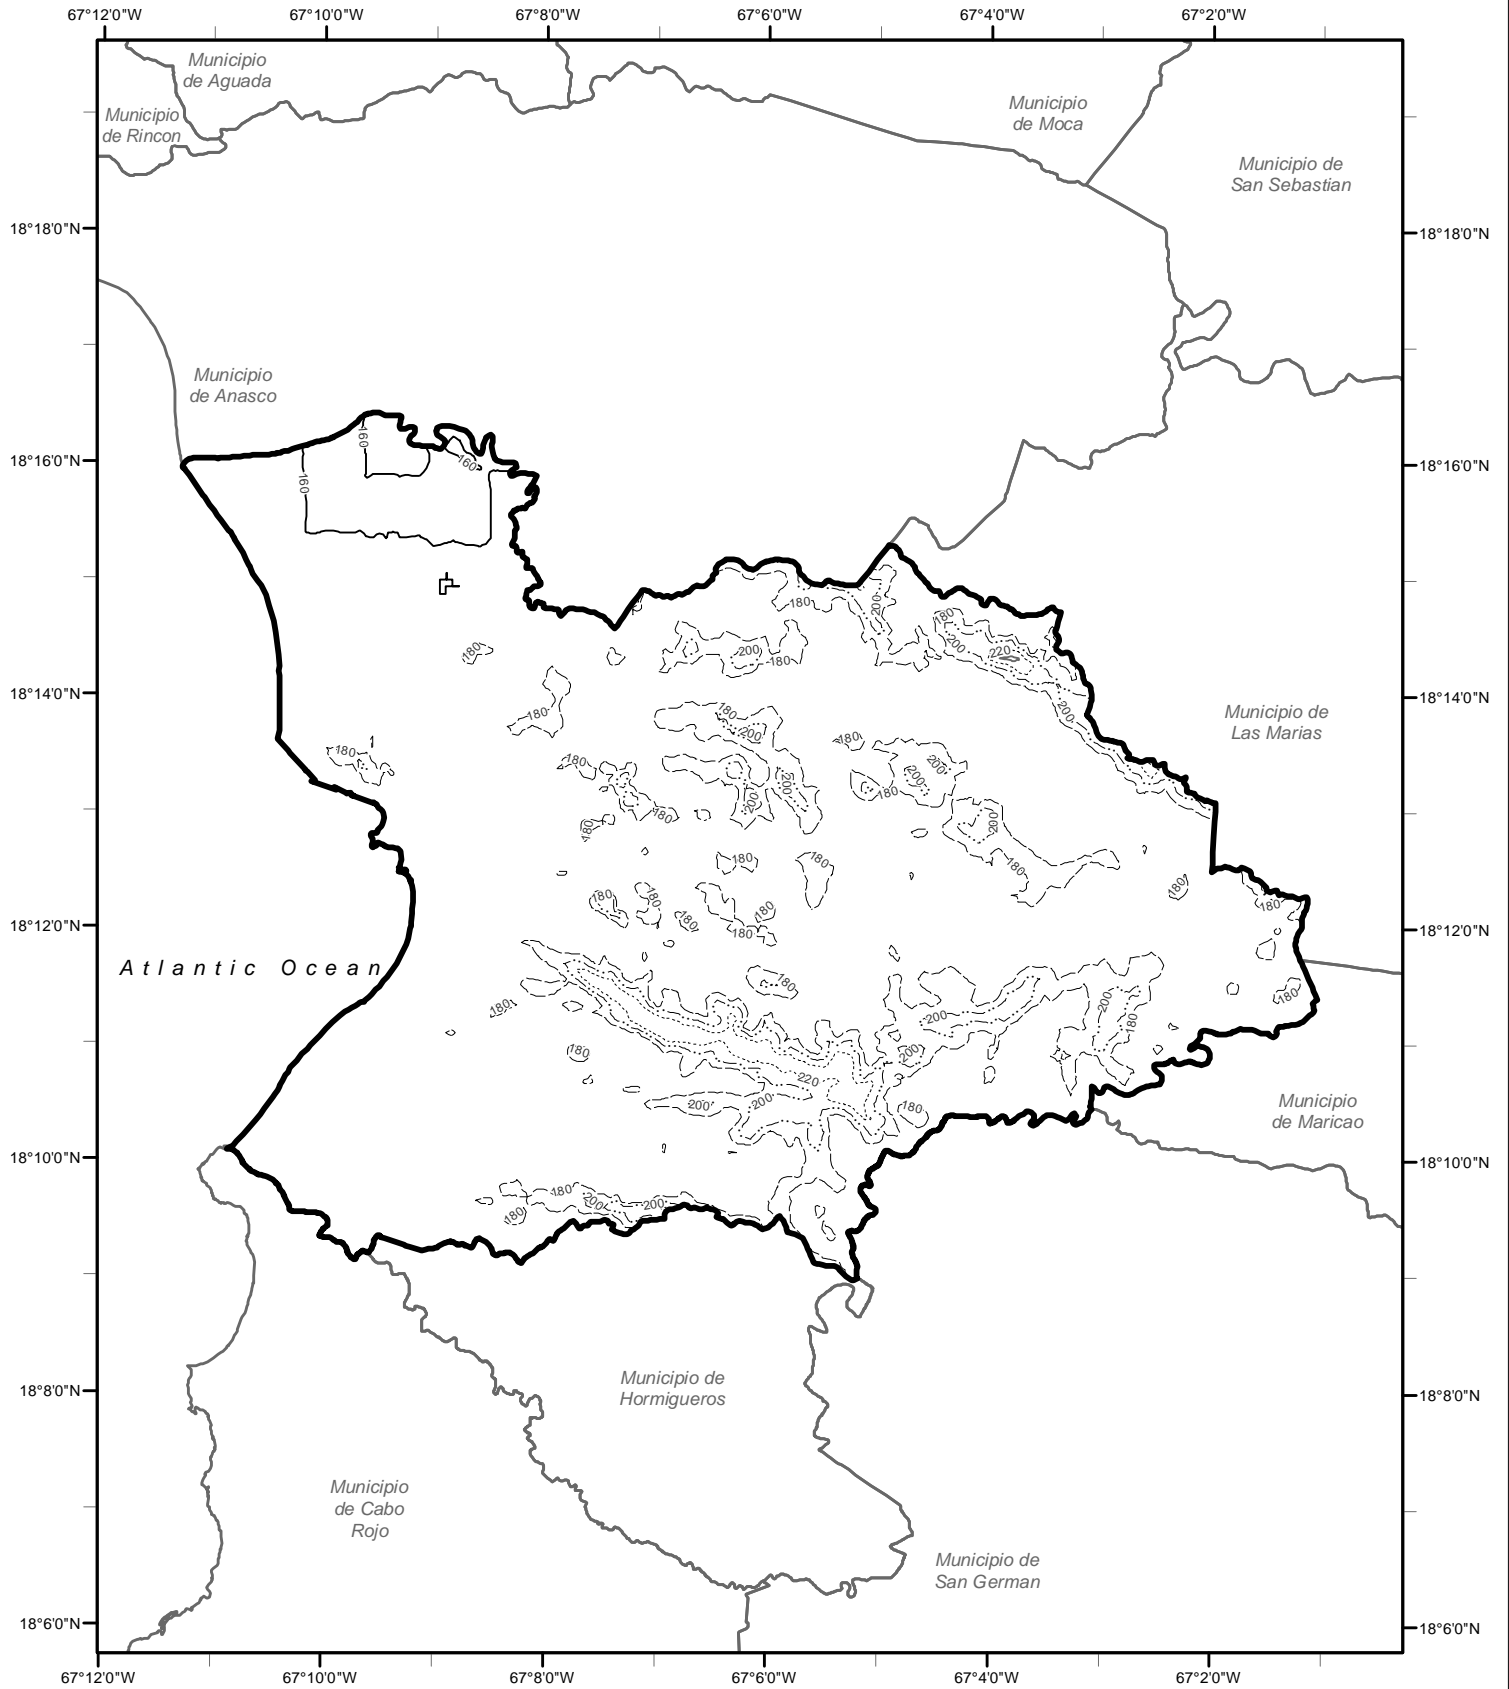 67°12'0"W 67°10'0"W 67°8'0"W 67°6'0"W 67°4'0"W 67°2'0"W
Municipio
de Aguada
Municipio
de Rincon
Municipio
de Moca
Municipio de
San Sebastian
18°18'0"N 18°18'0"N
Municipio
de Anasco
160
160
160
18°16'0"N 18°16'0"N
180
200
180
200
220
180
200
180
180
18°14'0"N 18°14'0"N
200
Municipio de
Las Marias
180
180
200
180
180
180
200
200
200
200
180
180
200
180
180
180
180
180
180
180
180
180
180
180
180
18°12'0"N 18°12'0"N
Atlantic Ocean
180
180
180
200
200
180
180
200
220
200
200
180
Municipio
de Maricao
18°10'0"N 18°10'0"N
180
200
200
180
Municipio de
Hormigueros
18°8'0"N 18°8'0"N
Municipio
de Cabo
Rojo
Municipio de
San German
18°6'0"N 18°6'0"N
67°12'0"W 67°10'0"W 67°8'0"W 67°6'0"W 67°4'0"W 67°2'0"W